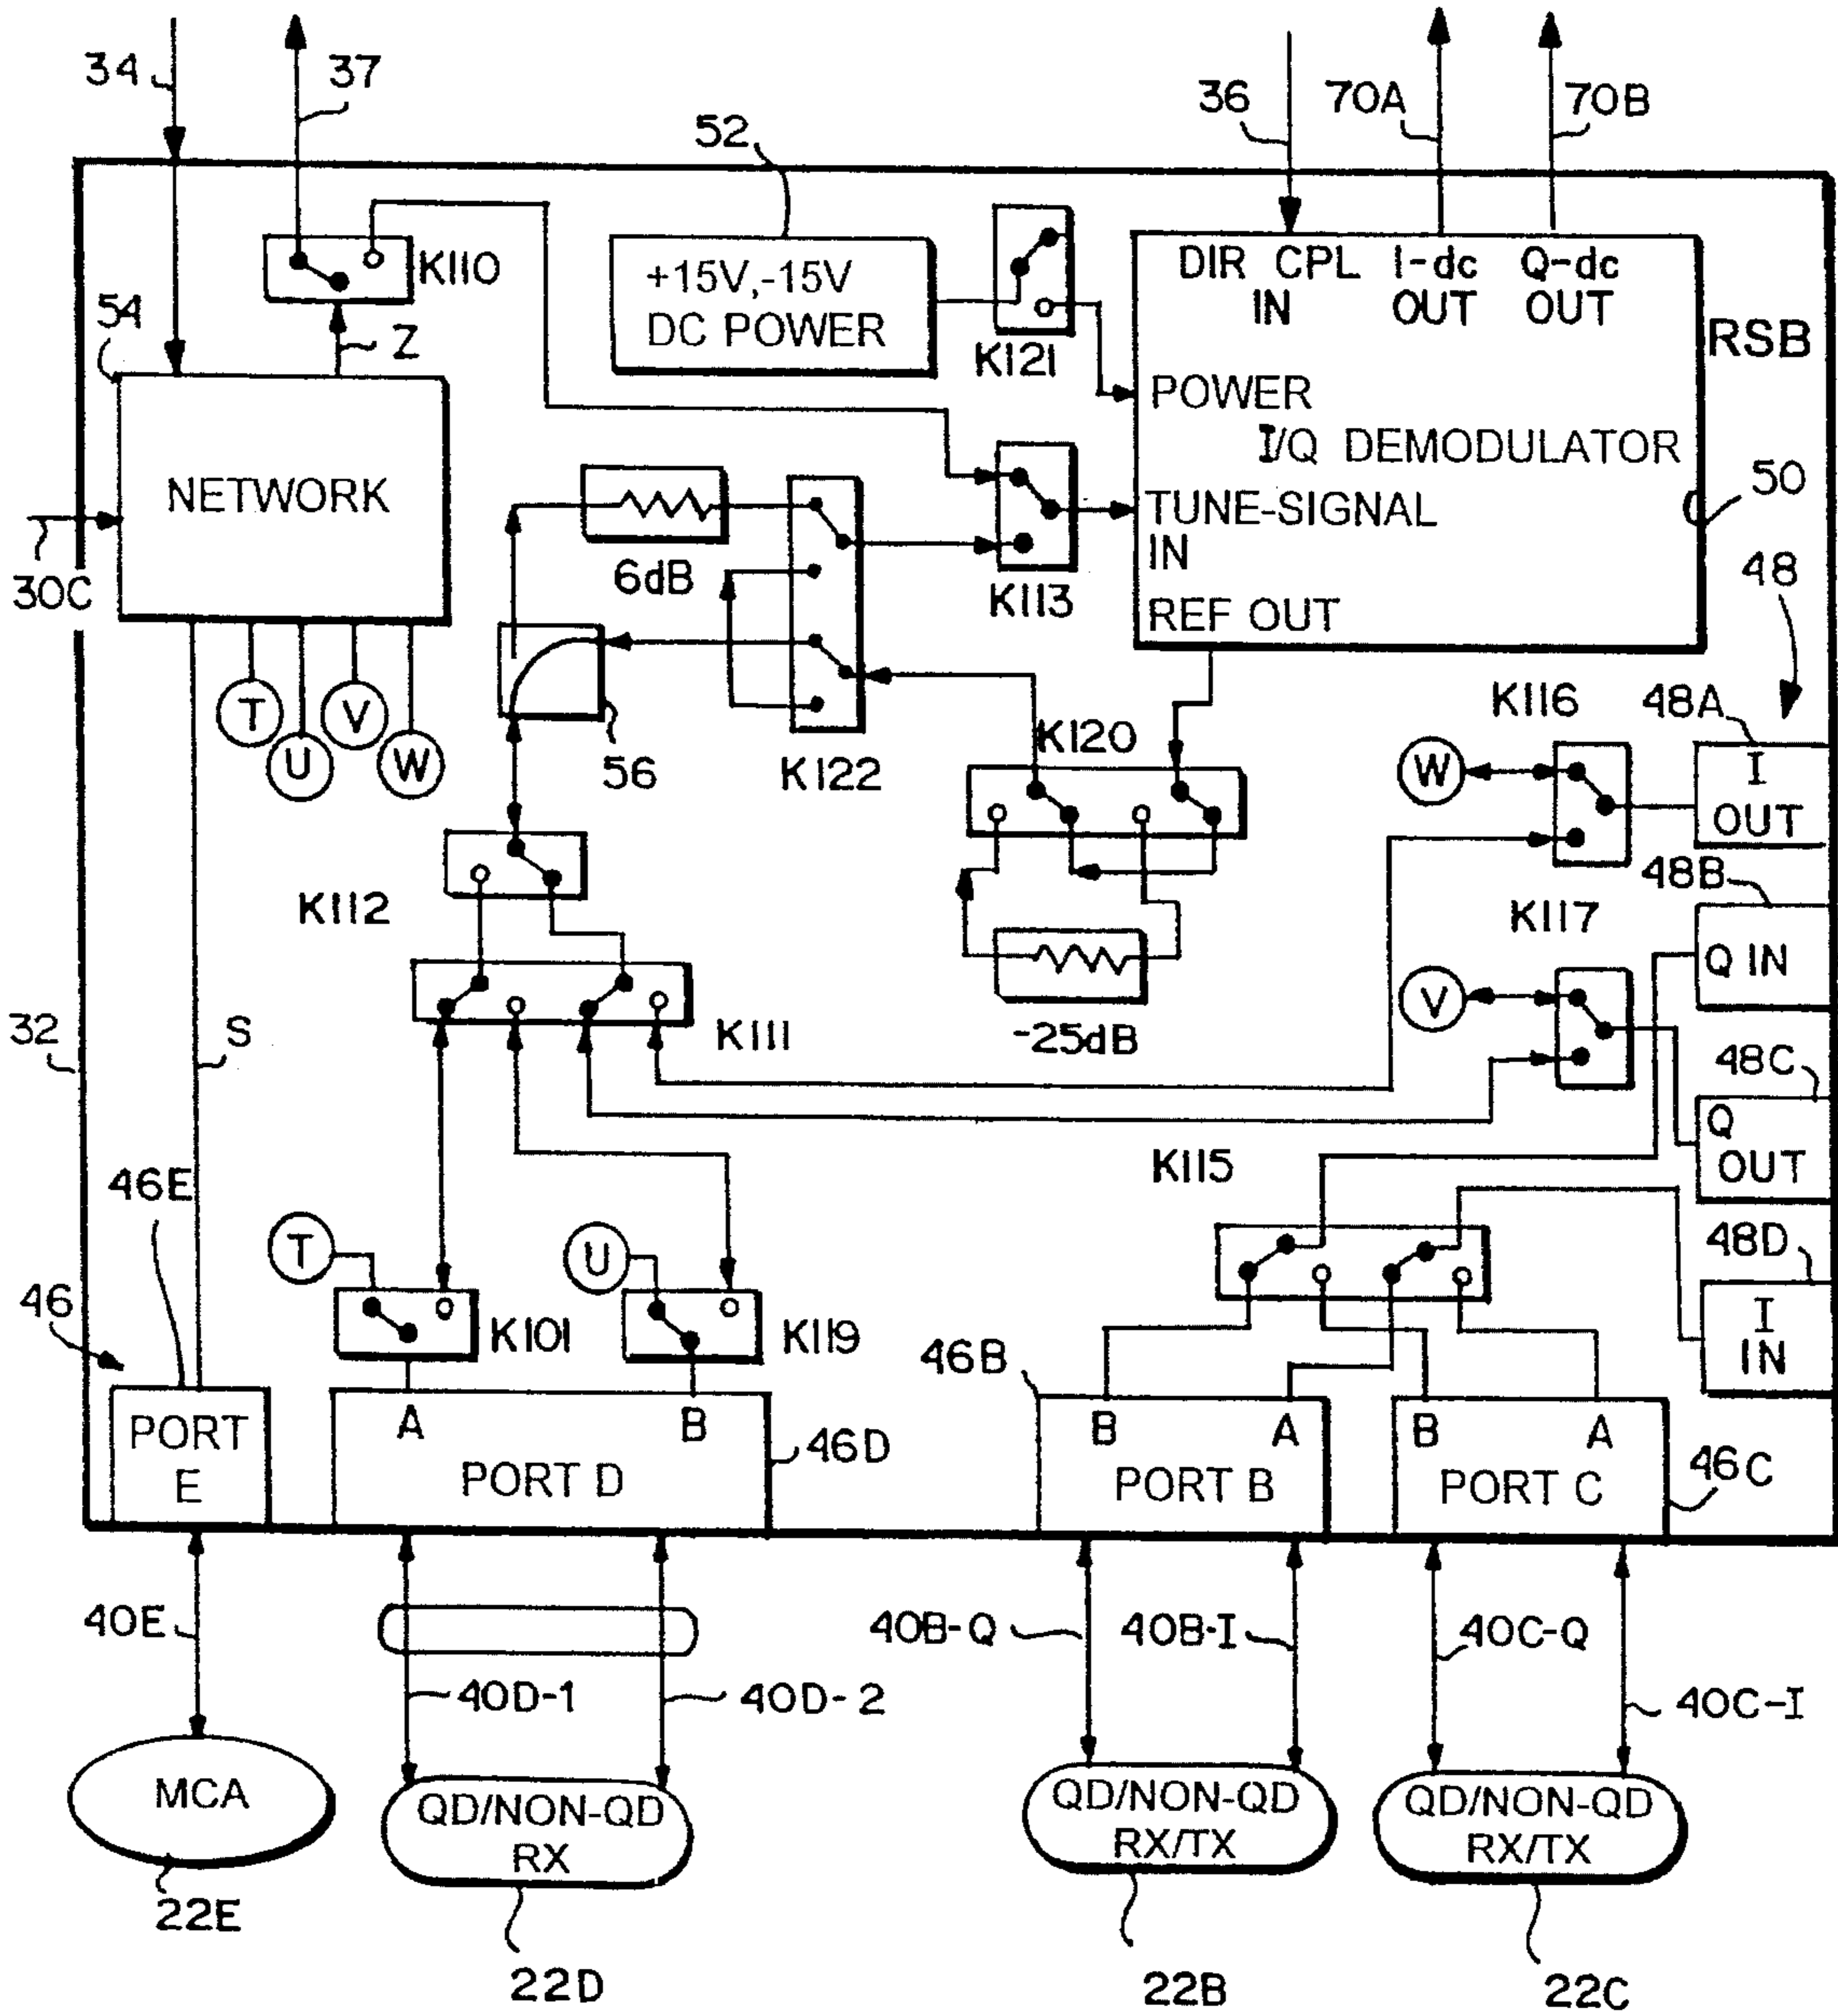 34
37
36
70A
70B
52
K110
+15V,-15V
DC POWER
K121
DIR CPL
IN
I-dc
OUT
Q-dc
OUT
RSB
54
Z
POWER
I/Q DEMODULATOR
NETWORK
TUNE-SIGNAL
IN
50
30C
6dB
K113
48
REF OUT
T
U
V
W
56
K122
K120
K116
48A
W
I
OUT
48B
K112
K117
Q IN
V
32
S
K111
-25dB
48C
Q
OUT
K115
46E
T
U
48D
46
K101
K119
46B
I
IN
PORT
E
A
B
PORT D
46D
B
A
PORT B
B
A
PORT C
46C
40E
40B-Q
40B-I
40C-Q
40D-1
40D-2
40C-I
MCA
QD/NON-QD
RX
QD/NON-QD
RX/TX
QD/NON-QD
RX/TX
22E
22D
22B
22C